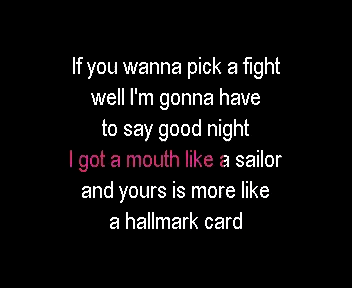 If you wanna pick a fight
well I'm gonna have
to say good night
I got a mouth like a sailor
and yours is more like
a hallmark card